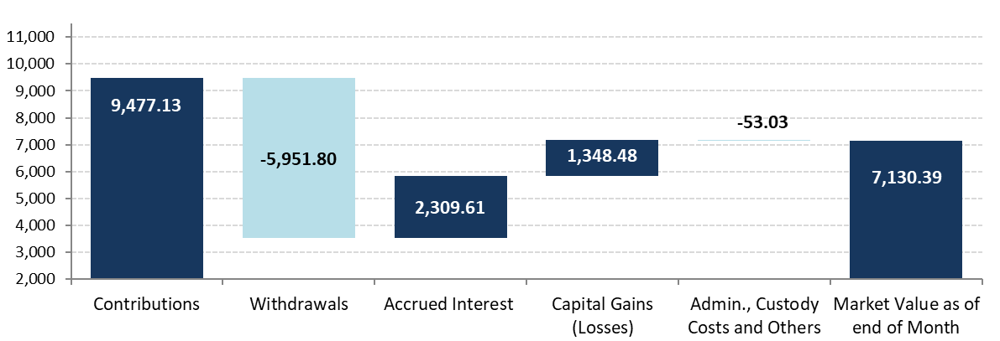 11,000
10,000
9,000
8,000
7,000
6,000
5,000
4,000
3,000
2,000
9,477.13
-5,951.80
2,309.61
1,348.48
-53.03
7,130.39
Contributions
Withdrawals
Accrued Interest
Capital Gains
(Losses)
Admin., Custody
Costs and Others
Market Value as of
end of Month